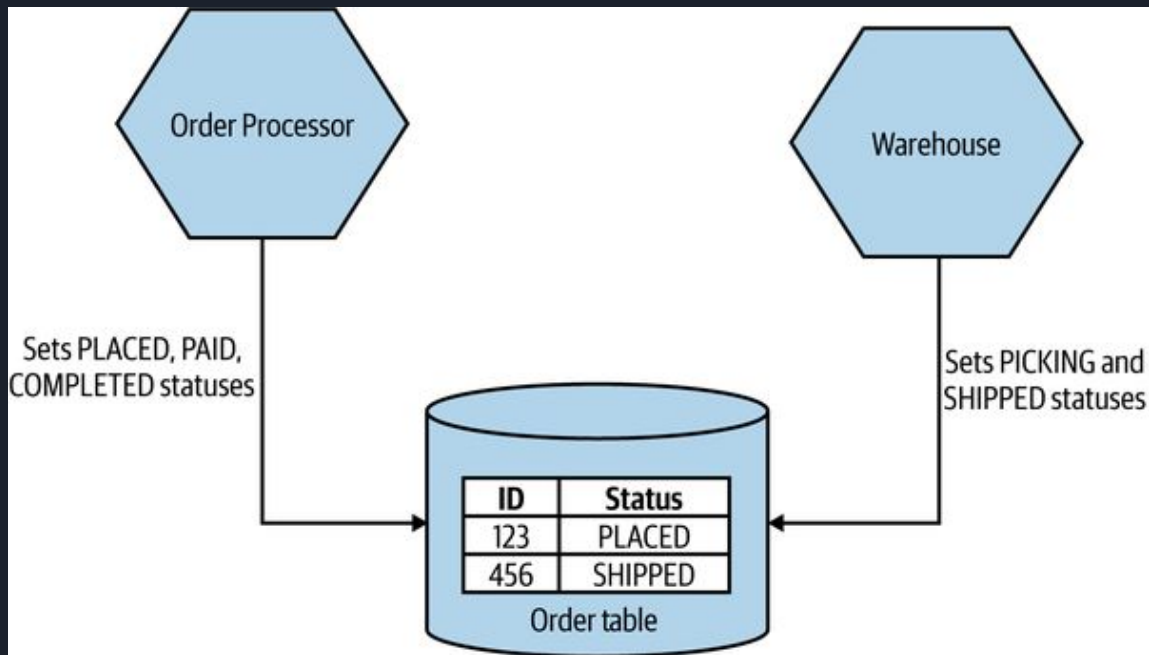 Order Processor
Warehouse
Sets PLACED, PAID,
COMPLETED statuses
Sets PICKING and
SHIPPED statuses
ID Status
123 PLACED
456 SHIPPED
Order table